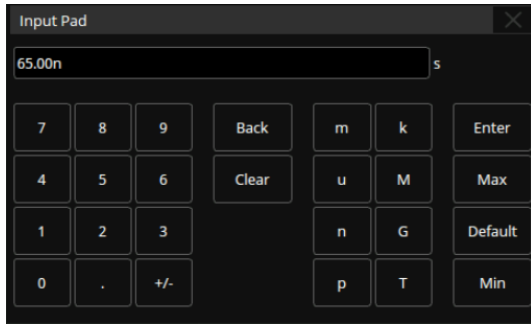 Input Pad
65.00n s
7 8 9 Back m k Enter
4 5 6 Clear u M Max
1 2 3 n G Default
0 . +/- p T Min